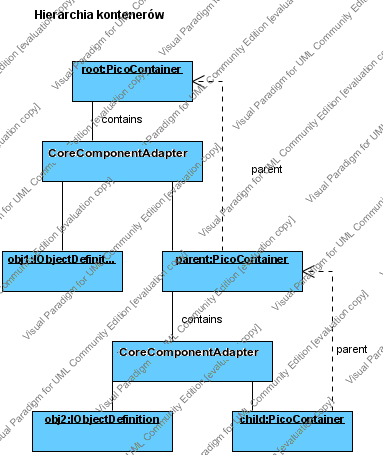 Hierarchia kontenerów
root:PicoContainer
contains
CoreComponentAdapter
parent
obj1:IObjectDefinit...
parent:PicoContainer
contains
CoreComponentAdapter
parent
obj2:IObjectDefinition
child:PicoContainer
Visual Paradigm for UML Community Edition [evaluation copy]